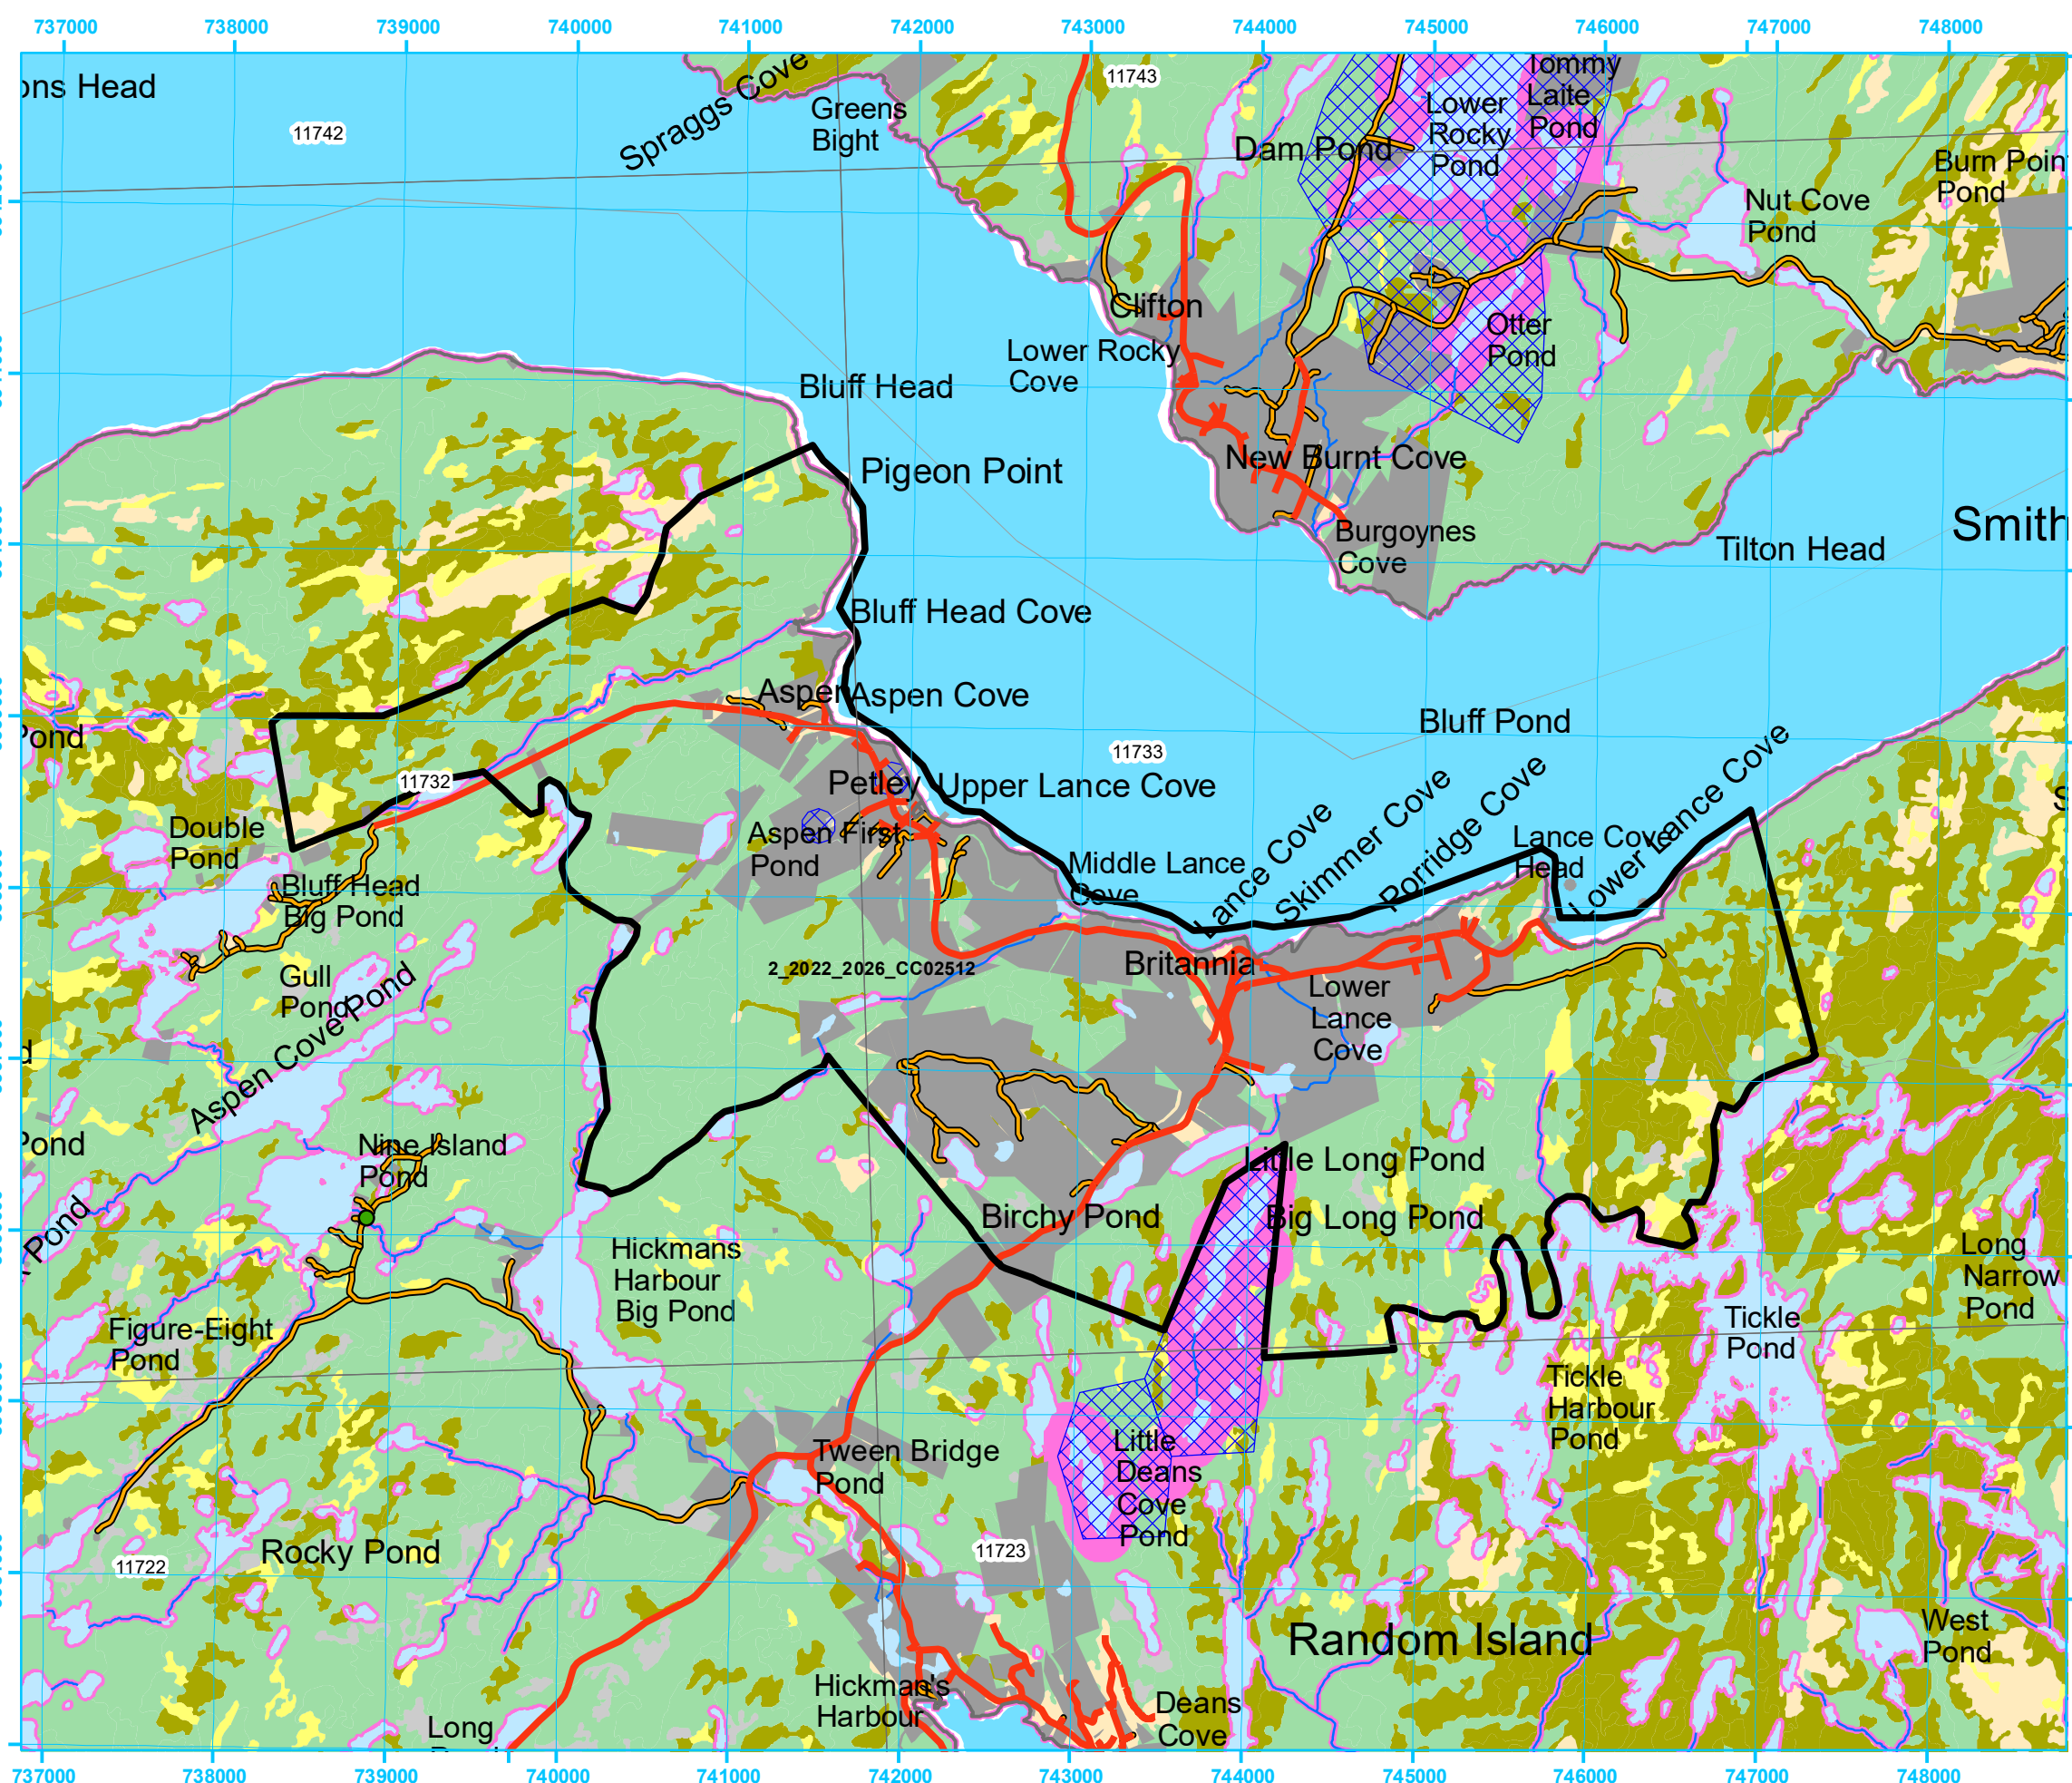 737000 738000 739000 740000 741000 742000 743000 744000 745000 746000 747000 748000
ons Head
11742
Spraggs Cove
Greens
Bight
11743
Dam Pond
Lower
Rocky
Pond
Tommy
Laite
Pond
Nut Cove
Pond
Burn Poin
Pond
Clifton
Lower Rocky
Cove
Otter
Pond
Bluff Head
Pigeon Point
New Burnt Cove
Burgoynes
Cove
Tilton Head
Smith
Bluff Head Cove
Aspen
Aspen Cove
Pond
11733
Bluff Pond
11732
Petley
Upper Lance Cove
Double
Pond
Aspen First
Pond
Middle Lance
Cove
Lance Cove
Skimmer Cove
Porridge Cove
Lance Cove
Head
Lower Lance Cove
Bluff Head
Big Pond
Gull
Pond
Aspen Cove Pond
2_2022_2026_CC02512
Britannia
Lower
Lance
Cove
Pond
Nine Island
Pond
Pond
Little Long Pond
Birchy Pond
Big Long Pond
Hickmans
Harbour
Big Pond
Long
Narrow
Pond
Figure-Eight
Pond
Tickle
Pond
Tickle
Harbour
Pond
Tween Bridge
Pond
Little
Deans
Cove
Pond
Rocky Pond
11722
11723
Random Island
West
Pond
Hickman's
Harbour
Deans
Cove
Long
737000 738000 739000 740000 741000 742000 743000 744000 745000 746000 747000 748000